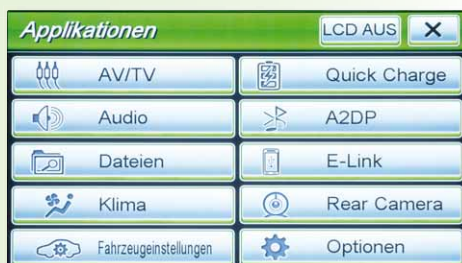 Applikationen LCD AUS X
AV/TV Quick Charge
Audio A2DP
Dateien E-Link
Klima Rear Camera
Fahrzeugeinstellungen Optionen